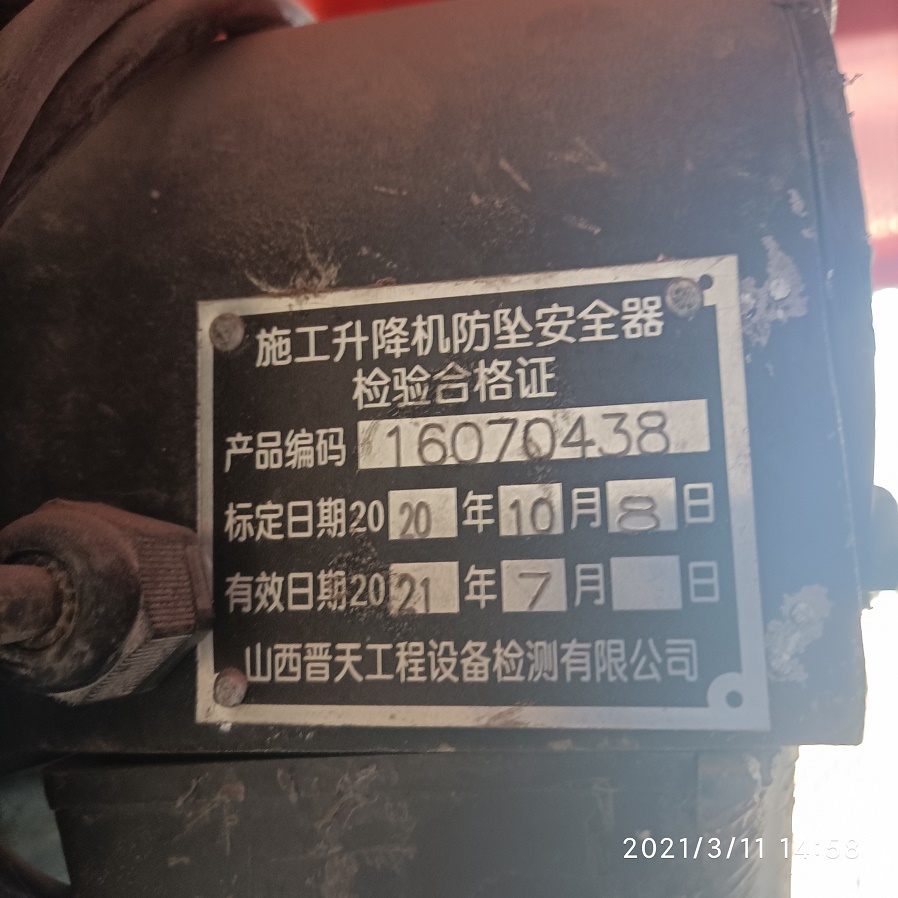 施工升降机防坠安全器
检验合格证
产品编码 16070438
标定日期2020年10月8日
有效日期2021年7月 日
山西晋天工程设备检测有限公司
2021/3/11 14:58